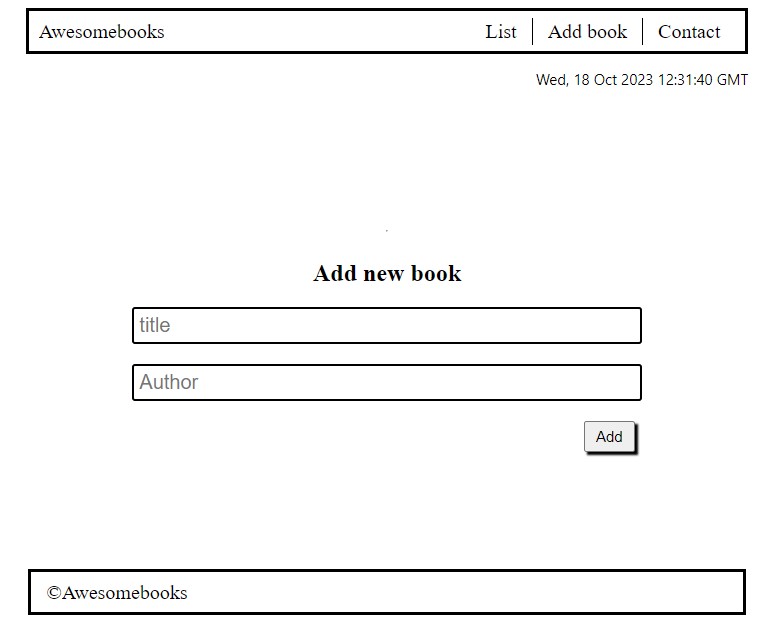 Awesomebooks List Add book Contact
Wed, 18 Oct 2023 12:31:40 GMT
Add new book
title
Author
Add
©Awesomebooks